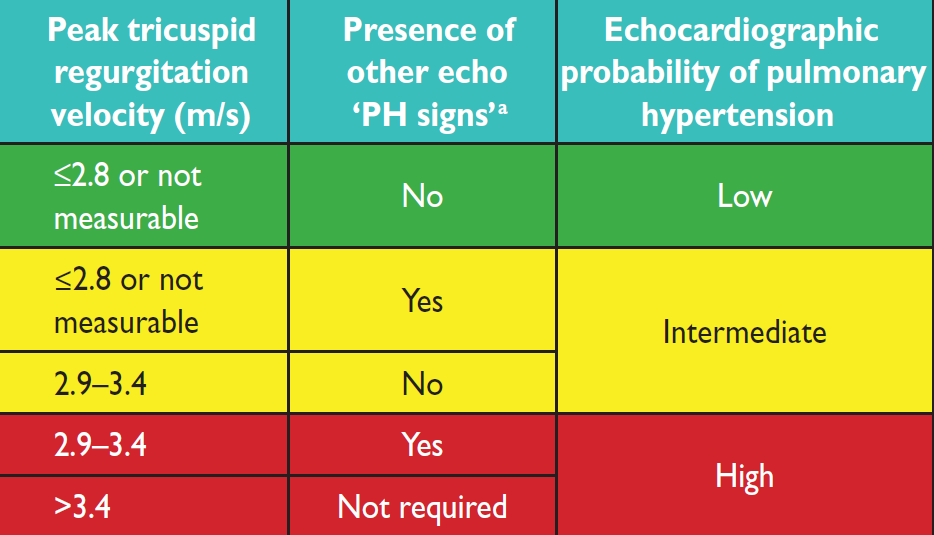 Peak tricuspid
regurgitation
velocity (m/s)
Presence of
other echo
‘PH signs’ᵃ
Echocardiographic
probability of pulmonary
hypertension
≤2.8 or not
measurable
No
Low
≤2.8 or not
measurable
Yes
Intermediate
2.9–3.4
No
2.9–3.4
Yes
High
>3.4
Not required